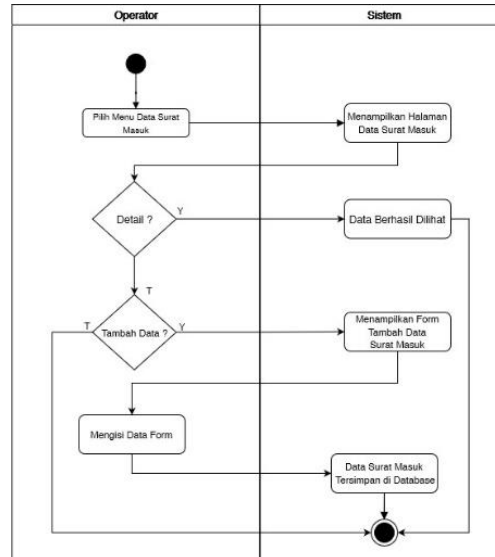 Operator
Sistem
Pilih Menu Data Surat
Masuk
Menampilkan Halaman
Data Surat Masuk
Detail ?
Y
Data Berhasil Dilihat
T
T
Tambah Data ?
Y
Menampilkan Form
Tambah Data
Surat Masuk
Mengisi Data Form
Data Surat Masuk
Tersimpan di Database